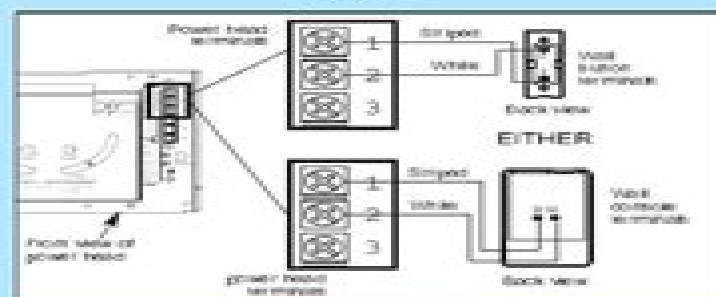 Power head
terminals
1
2
3
Striped
White
Wall
button
terminals
Back view
EITHER
1
2
3
Striped
White
Wall
console
terminals
Front view of
power head
power head
terminals
Back view